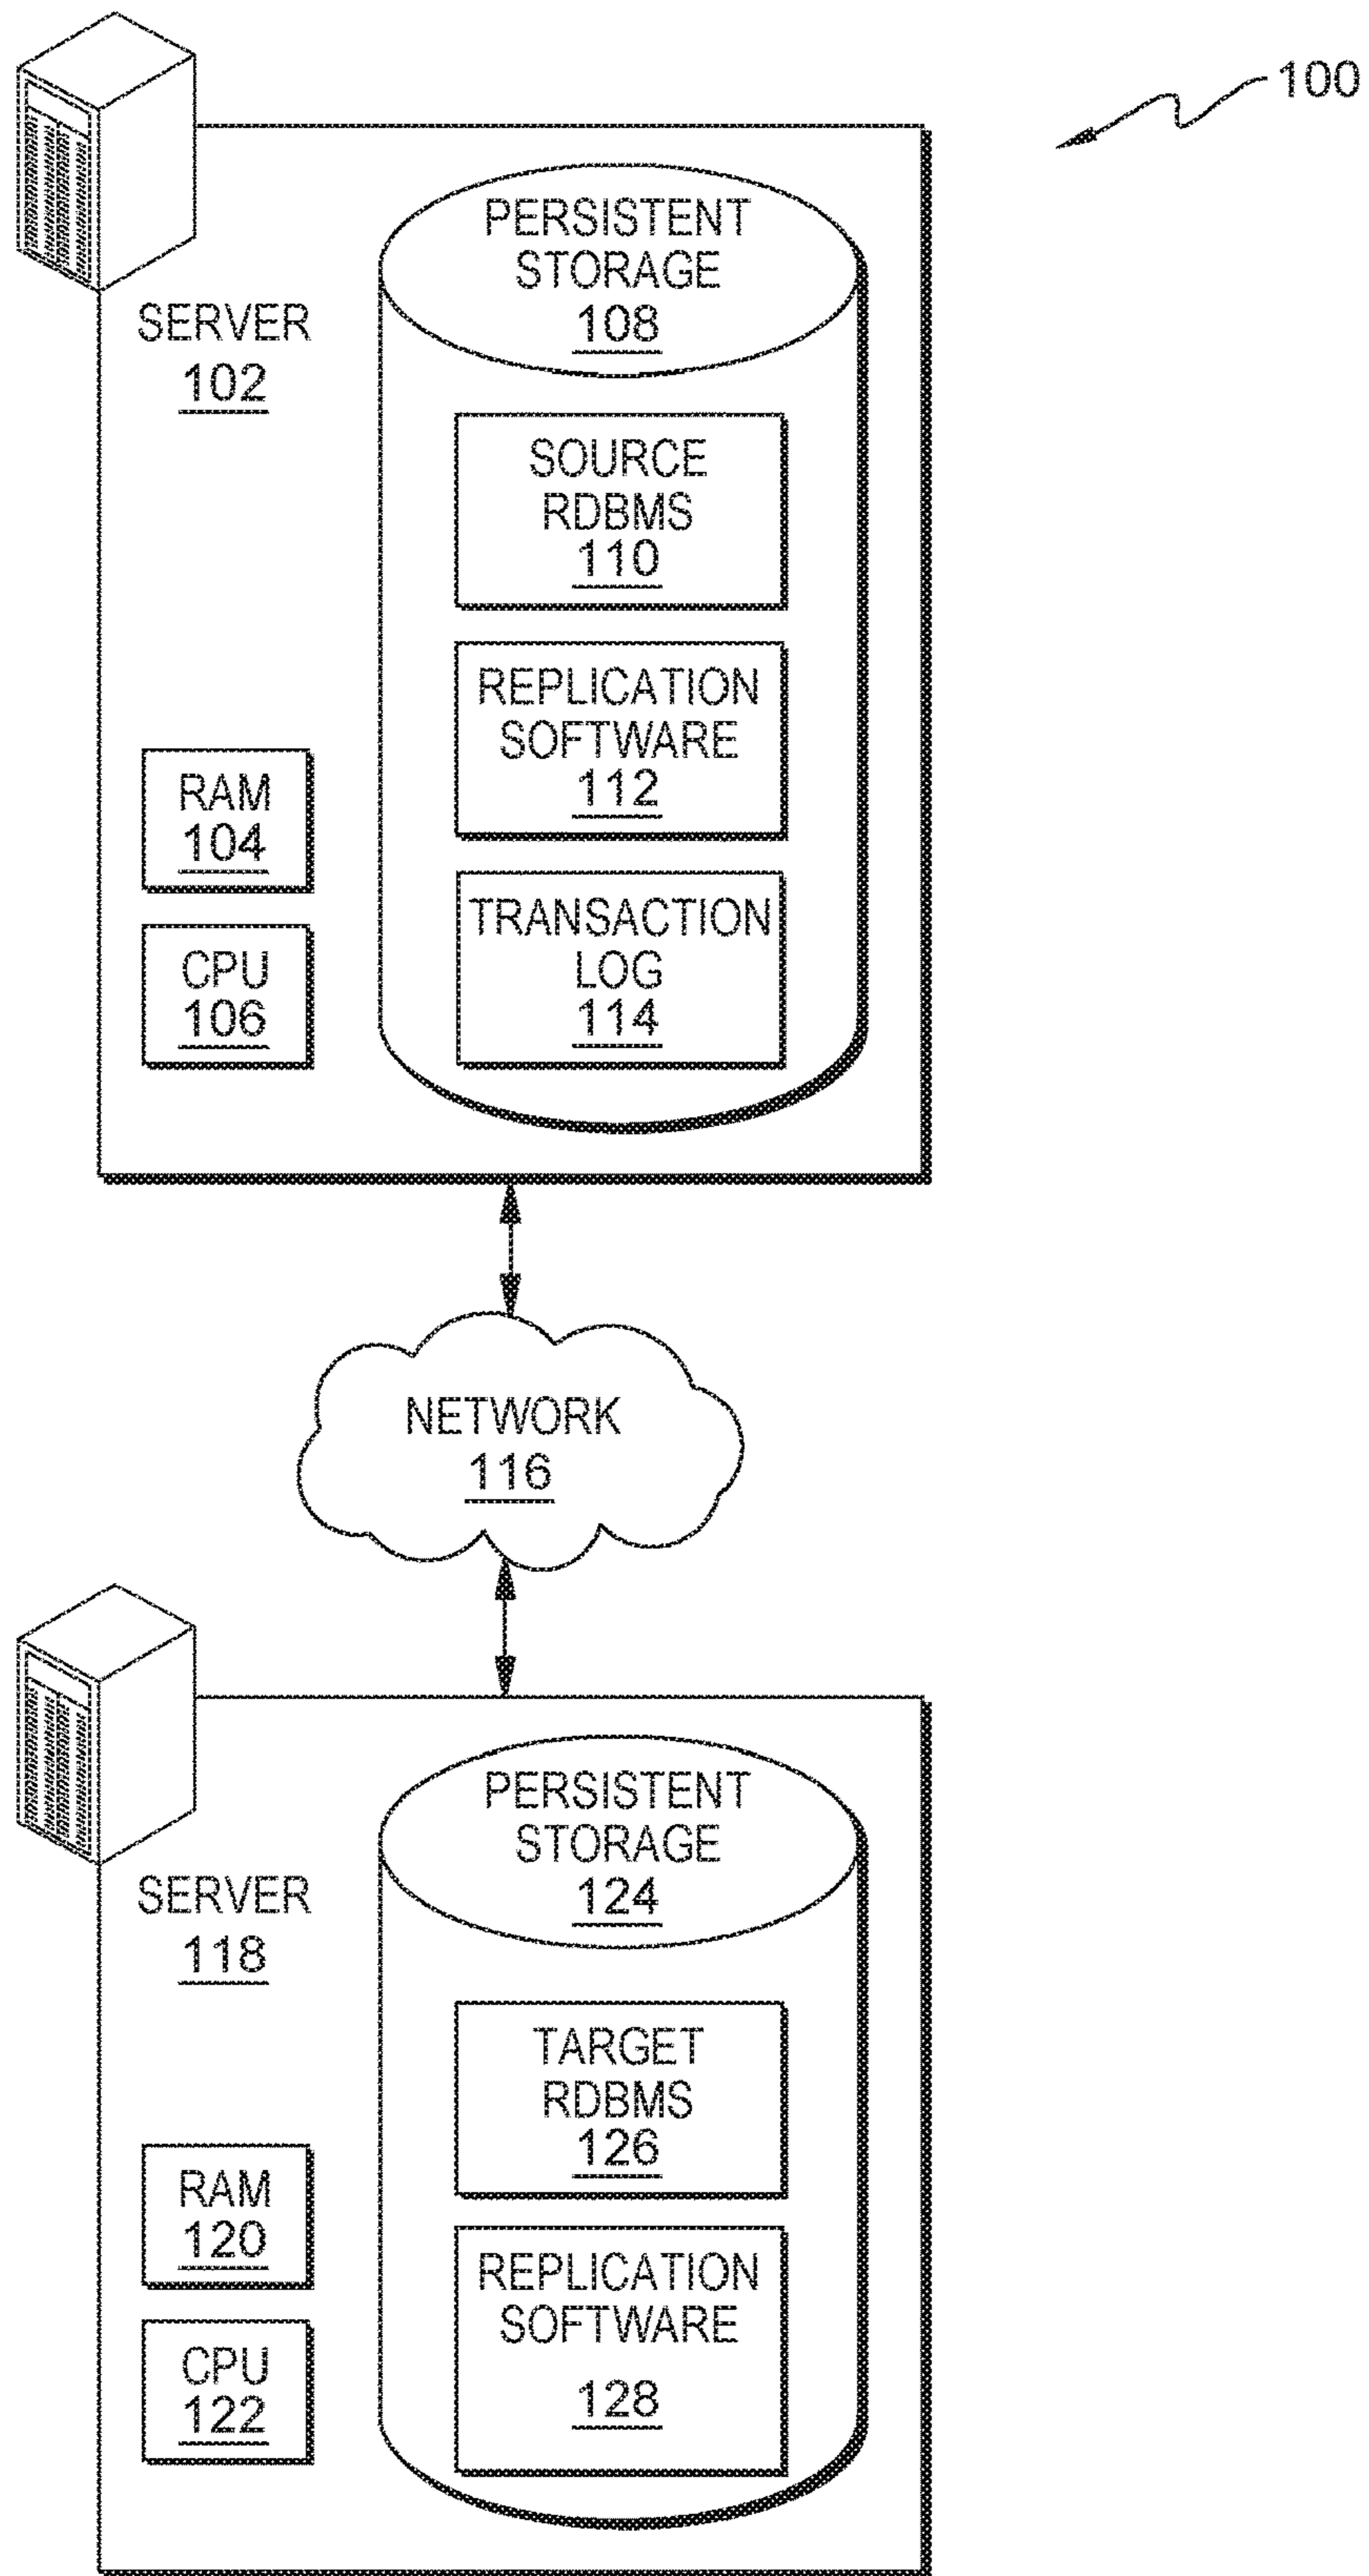 100
PERSISTENT
STORAGE
108
SERVER
102
SOURCE
RDBMS
110
REPLICATION
SOFTWARE
112
RAM
104
TRANSACTION
LOG
114
CPU
106
NETWORK
116
PERSISTENT
STORAGE
124
SERVER
118
TARGET
RDBMS
126
RAM
120
REPLICATION
SOFTWARE
128
CPU
122